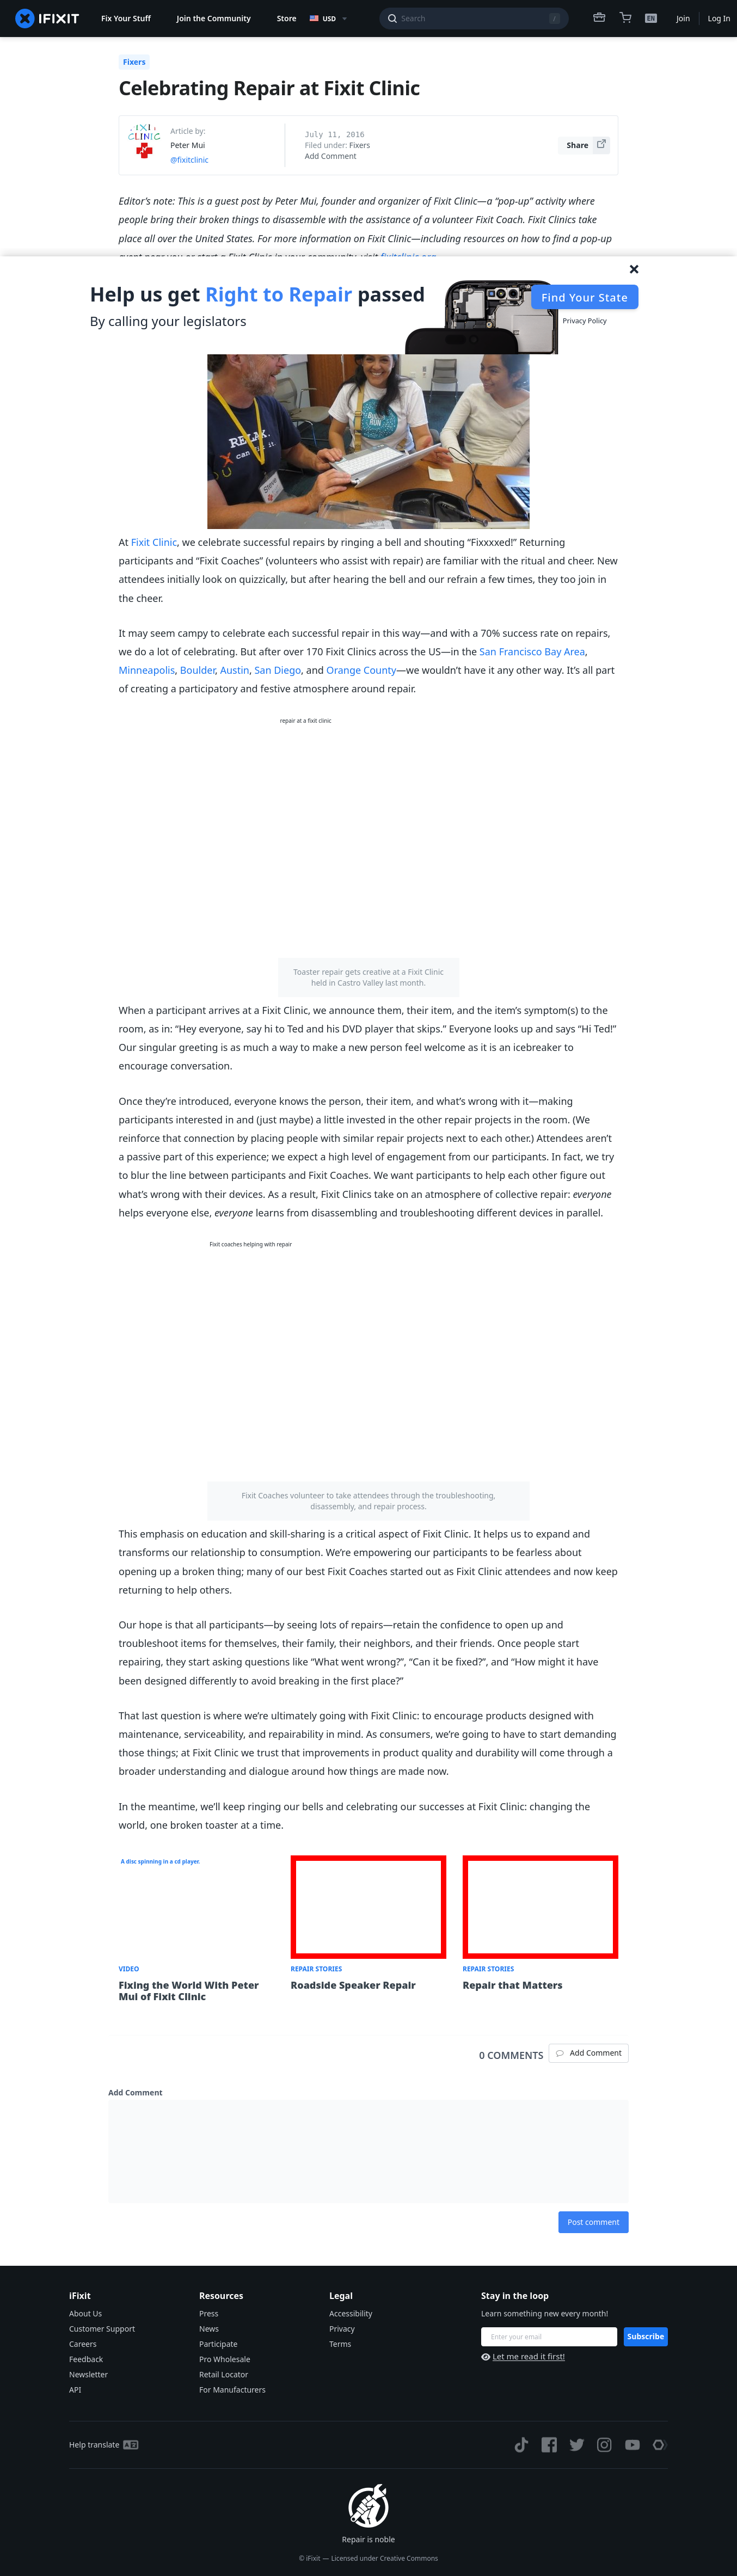 IFIXIT Fix Your Stuff Join the Community Store USD Search / EN Join Log In
Fixers
Celebrating Repair at Fixit Clinic
FIXIT
CLINIC
Article by:
Peter Mui
@fixitclinic
July 11, 2016
Filed under: Fixers
Add Comment
Share
Editor's note: This is a guest post by Peter Mui, founder and organizer of Fixit Clinic—a “pop-up” activity where
people bring their broken things to disassemble with the assistance of a volunteer Fixit Coach. Fixit Clinics take
place all over the United States. For more information on Fixit Clinic—including resources on how to find a pop-up
Help us get Right to Repair passed
By calling your legislators
Find Your State
Privacy Policy
RELAX.
At Fixit Clinic, we celebrate successful repairs by ringing a bell and shouting “Fixxxxed!” Returning
participants and “Fixit Coaches” (volunteers who assist with repair) are familiar with the ritual and cheer. New
attendees initially look on quizzically, but after hearing the bell and our refrain a few times, they too join in
the cheer.
It may seem campy to celebrate each successful repair in this way—and with a 70% success rate on repairs,
we do a lot of celebrating. But after over 170 Fixit Clinics across the US—in the San Francisco Bay Area,
Minneapolis, Boulder, Austin, San Diego, and Orange County—we wouldn’t have it any other way. It’s all part
of creating a participatory and festive atmosphere around repair.
repair at a fixit clinic
Toaster repair gets creative at a Fixit Clinic
held in Castro Valley last month.
When a participant arrives at a Fixit Clinic, we announce them, their item, and the item’s symptom(s) to the
room, as in: “Hey everyone, say hi to Ted and his DVD player that skips.” Everyone looks up and says “Hi Ted!”
Our singular greeting is as much a way to make a new person feel welcome as it is an icebreaker to
encourage conversation.
Once they’re introduced, everyone knows the person, their item, and what’s wrong with it—making
participants interested in and (just maybe) a little invested in the other repair projects in the room. (We
reinforce that connection by placing people with similar repair projects next to each other.) Attendees aren’t
a passive part of this experience; we expect a high level of engagement from our participants. In fact, we try
to blur the line between participants and Fixit Coaches. We want participants to help each other figure out
what’s wrong with their devices. As a result, Fixit Clinics take on an atmosphere of collective repair: everyone
helps everyone else, everyone learns from disassembling and troubleshooting different devices in parallel.
Fixit coaches helping with repair
Fixit Coaches volunteer to take attendees through the troubleshooting,
disassembly, and repair process.
This emphasis on education and skill-sharing is a critical aspect of Fixit Clinic. It helps us to expand and
transforms our relationship to consumption. We’re empowering our participants to be fearless about
opening up a broken thing; many of our best Fixit Coaches started out as Fixit Clinic attendees and now keep
returning to help others.
Our hope is that all participants—by seeing lots of repairs—retain the confidence to open up and
troubleshoot items for themselves, their family, their neighbors, and their friends. Once people start
repairing, they start asking questions like “What went wrong?”, “Can it be fixed?”, and “How might it have
been designed differently to avoid breaking in the first place?”
That last question is where we’re ultimately going with Fixit Clinic: to encourage products designed with
maintenance, serviceability, and repairability in mind. As consumers, we’re going to have to start demanding
those things; at Fixit Clinic we trust that improvements in product quality and durability will come through a
broader understanding and dialogue around how things are made now.
In the meantime, we’ll keep ringing our bells and celebrating our successes at Fixit Clinic: changing the
world, one broken toaster at a time.
A disc spinning in a cd player.
VIDEO
Fixing the World With Peter
Mui of Fixit Clinic
REPAIR STORIES
Roadside Speaker Repair
REPAIR STORIES
Repair that Matters
0 COMMENTS Add Comment
Add Comment
Post comment
iFixit
About Us
Customer Support
Careers
Feedback
Newsletter
API
Resources
Press
News
Participate
Pro Wholesale
Retail Locator
For Manufacturers
Legal
Accessibility
Privacy
Terms
Stay in the loop
Learn something new every month!
Enter your email Subscribe
Let me read it first!
Help translate
Repair is noble
© iFixit — Licensed under Creative Commons